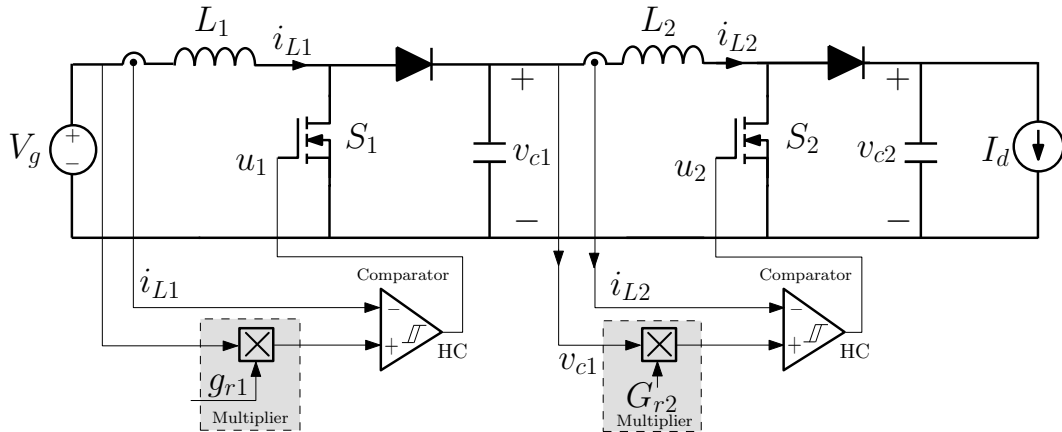 L1 L2
iL1 iL2
+ +
Vg + − u1 S1 vc1 u2 S2 vc2 Id
− −
Comparator Comparator
iL1 − iL2 −
+ HC vc1 + HC
gr1 Gr2
Multiplier Multiplier